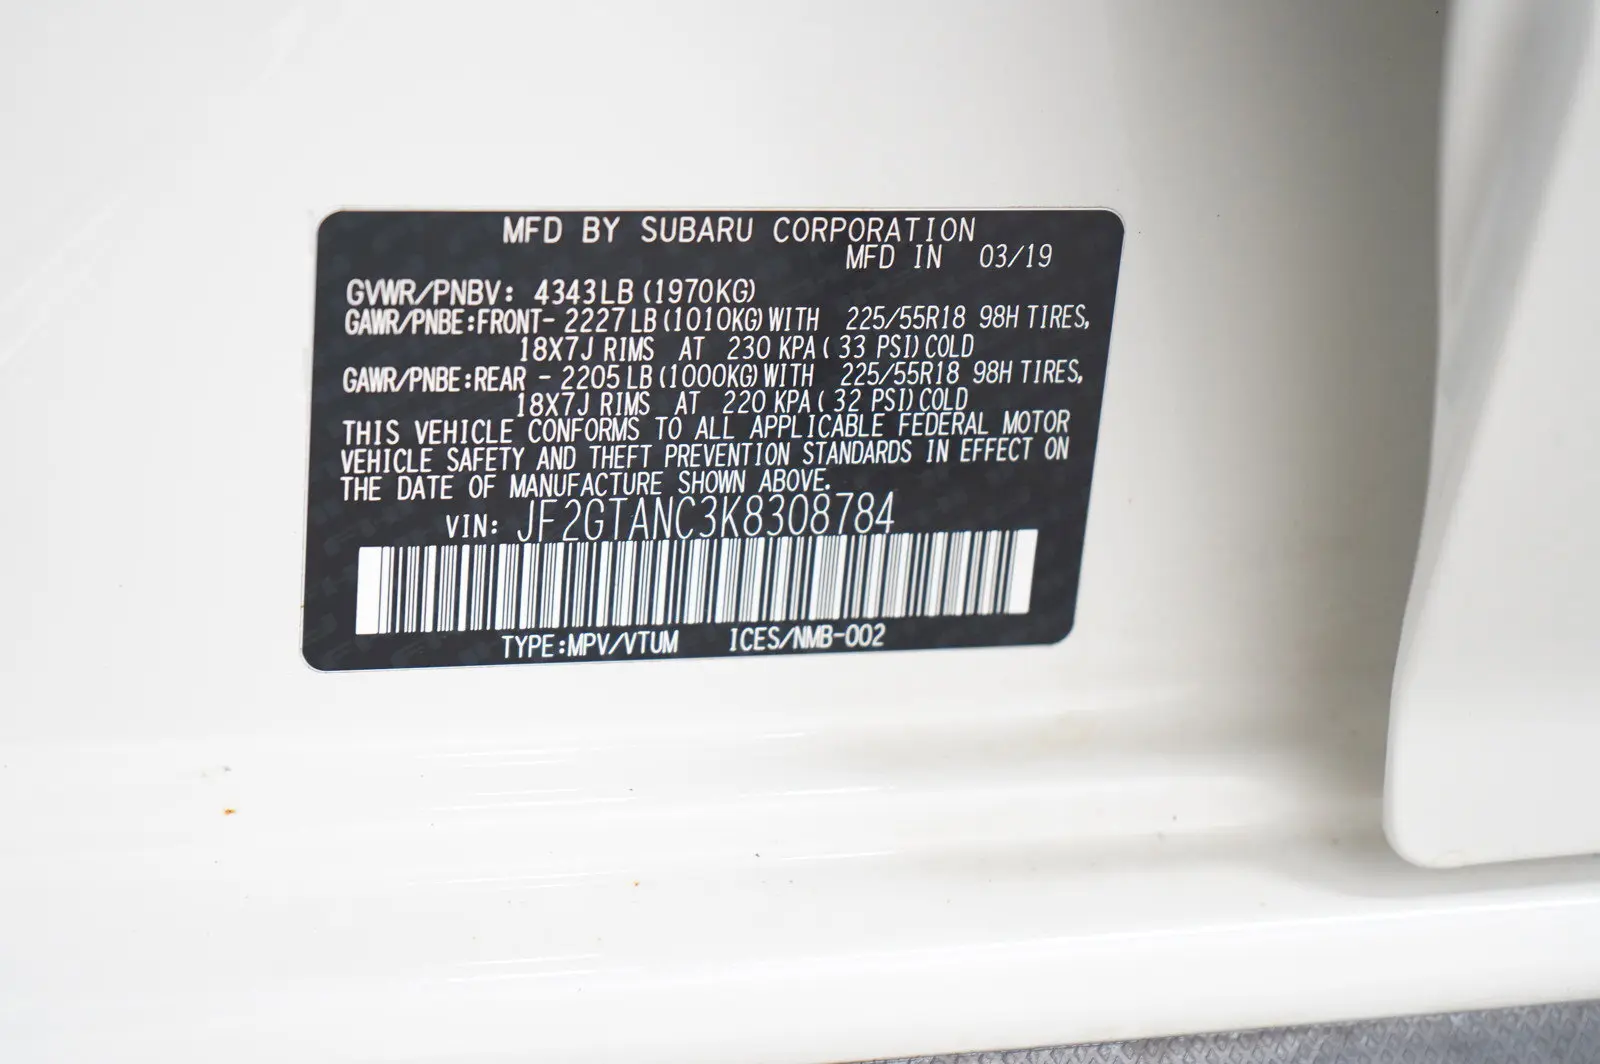 MFD BY SUBARU CORPORATION
MFD IN 03/19
GVWR/PNBV: 4343LB (1970KG)
GAWR/PNBE:FRONT- 2227LB (1010KG) WITH 225/55R18 98H TIRES,
18X7J RIMS AT 230 KPA ( 33 PSI) COLD
GAWR/PNBE:REAR - 2205LB (1000KG) WITH 225/55R18 98H TIRES,
18X7J RIMS AT 220 KPA ( 32 PSI) COLD
THIS VEHICLE CONFORMS TO ALL APPLICABLE FEDERAL MOTOR
VEHICLE SAFETY AND THEFT PREVENTION STANDARDS IN EFFECT ON
THE DATE OF MANUFACTURE SHOWN ABOVE.
VIN: JF2GTANC3K8308784
TYPE:MPV/VTUM ICES/NMB-002